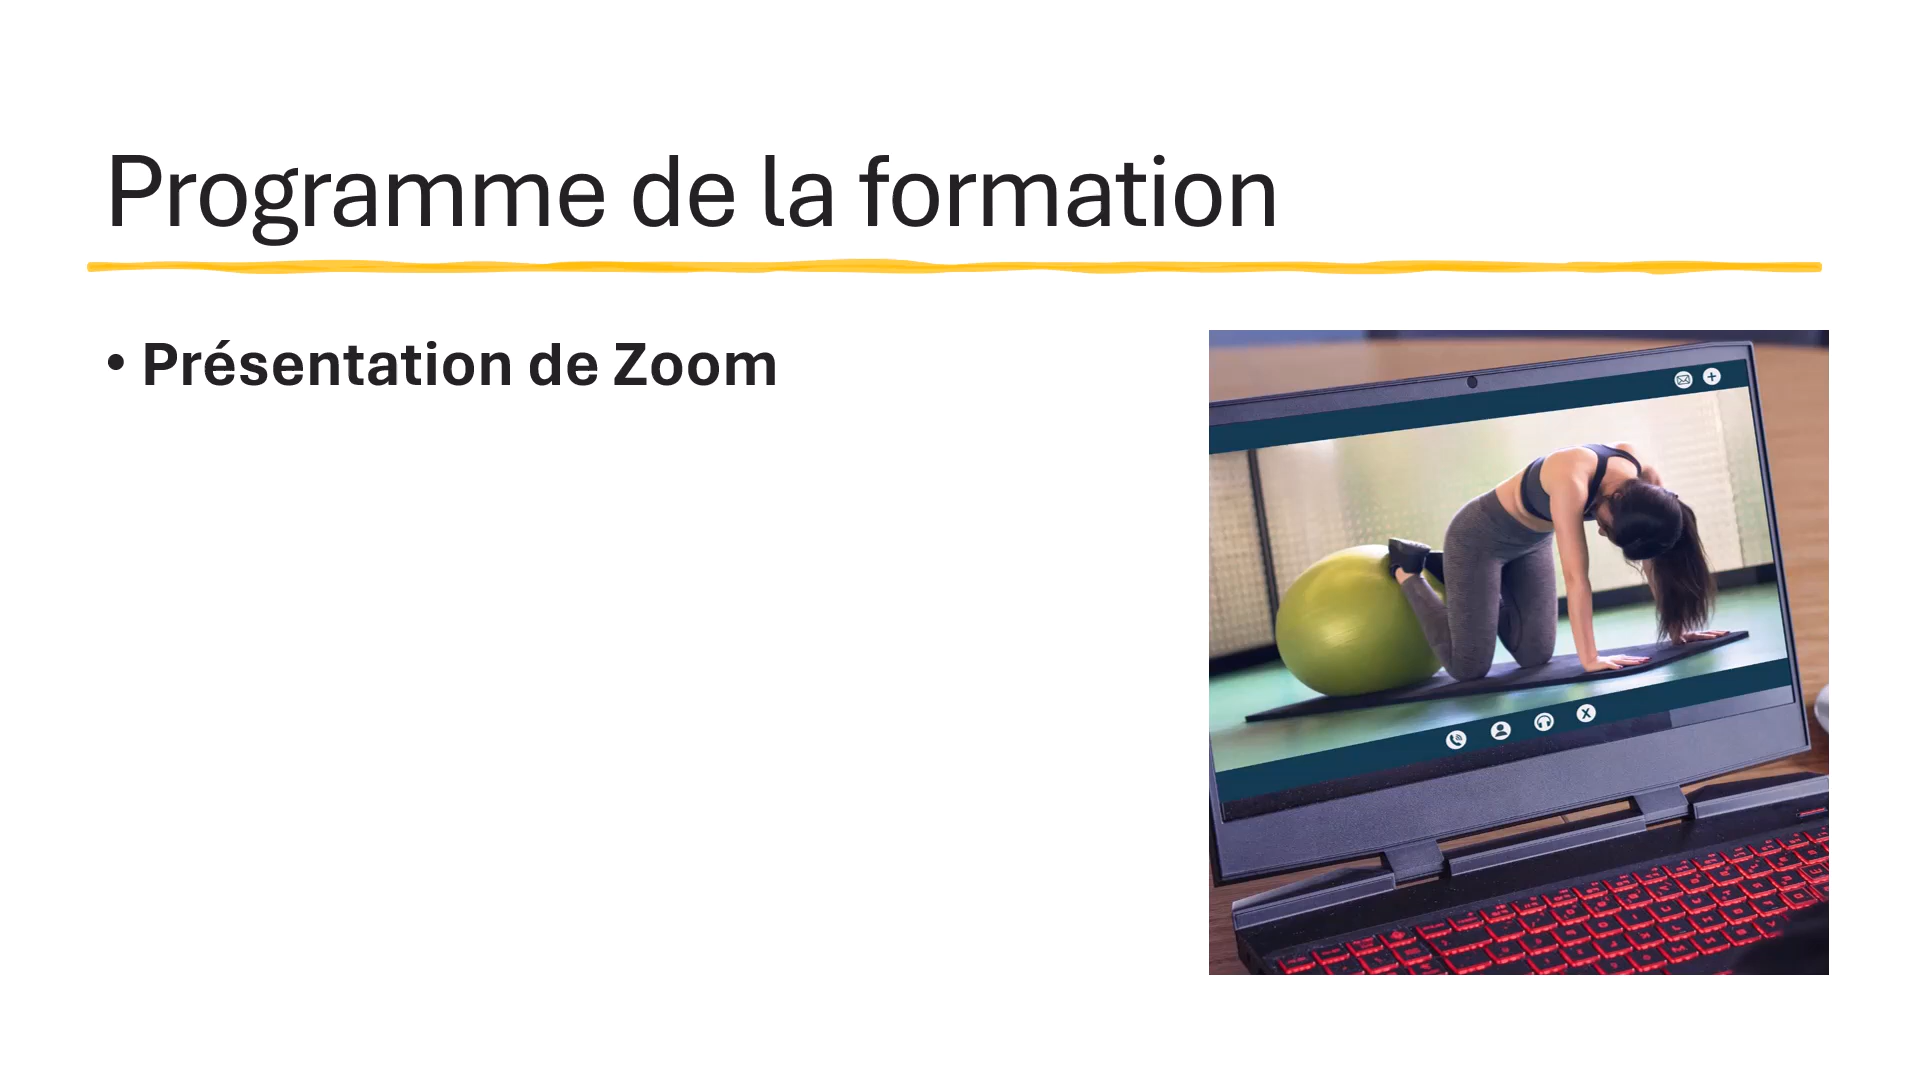 Programme de la formation
• Présentation de Zoom